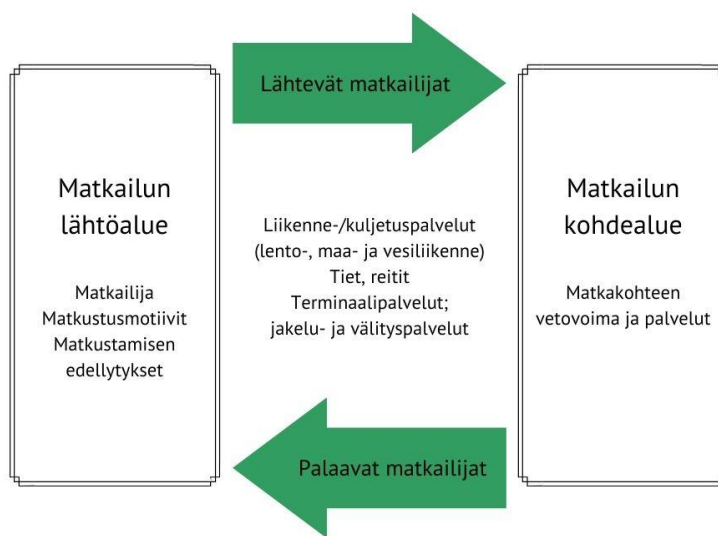 Lähtevät matkailijat
Matkailun
lähtöalue
Matkailija
Matkustusmotiivit
Matkustamisen
edellytykset
Liikenne-/kuljetuspalvelut
(lento-, maa- ja vesiliikenne)
Tiet, reitit
Terminaalipalvelut;
jakelu- ja välityspalvelut
Matkailun
kohdealue
Matkakohteen
vetovoima ja palvelut
Palaavat matkailijat